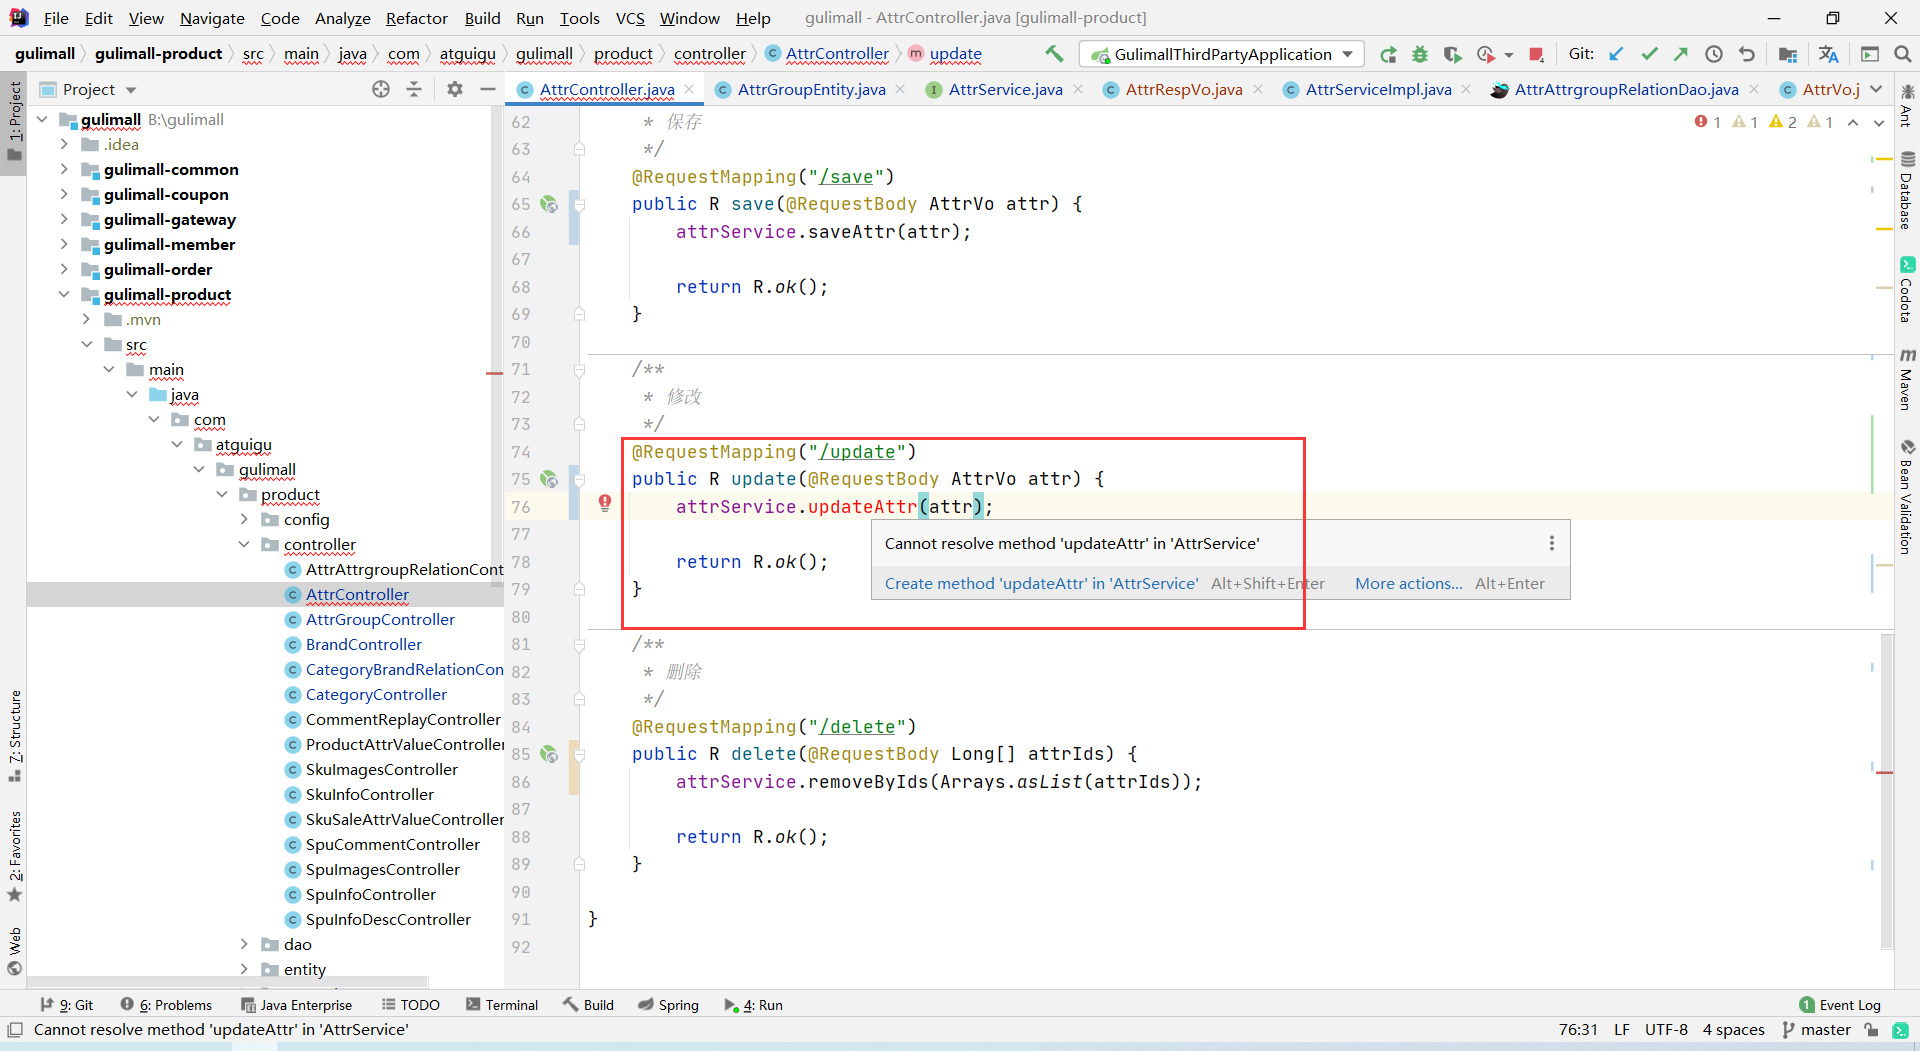 File Edit View Navigate Code Analyze Refactor Build Run Tools VCS Window Help gulimall - AttrController.java [gulimall-product]
gulimall gulimall-product src main java com atguigu gulimall product controller AttrController update GulimallThirdPartyApplication Git:
Project
AttrController.java AttrGroupEntity.java AttrService.java AttrRespVo.java AttrServiceImpl.java AttrAttrgroupRelationDao.java AttrVo.j
1: Project
7: Structure
2: Favorites
Web
gulimall B:\gulimall
.idea
gulimall-common
gulimall-coupon
gulimall-gateway
gulimall-member
gulimall-order
gulimall-product
.mvn
src
main
java
com
atguigu
gulimall
product
config
controller
AttrAttrgroupRelationCont
AttrController
AttrGroupController
BrandController
CategoryBrandRelationCon
CategoryController
CommentReplayController
ProductAttrValueController
SkuImagesController
SkuInfoController
SkuSaleAttrValueController
SpuCommentController
SpuImagesController
SpuInfoController
SpuInfoDescController
dao
entity
1 1 2 1
62 * 保存
63 */
64 @RequestMapping("/save")
65 public R save(@RequestBody AttrVo attr) {
66 attrService.saveAttr(attr);
67
68 return R.ok();
69 }
70
71 /**
72 * 修改
73 */
74 @RequestMapping("/update")
75 public R update(@RequestBody AttrVo attr) {
76 attrService.updateAttr(attr);
77
78 return R.ok();
79 }
80
81 /**
82 * 删除
83 */
84 @RequestMapping("/delete")
85 public R delete(@RequestBody Long[] attrIds) {
86 attrService.removeByIds(Arrays.asList(attrIds));
87
88 return R.ok();
89 }
90
91 }
92
Cannot resolve method 'updateAttr' in 'AttrService'
Create method 'updateAttr' in 'AttrService' Alt+Shift+Enter More actions... Alt+Enter
Ant
Database
Codota
Maven
Bean Validation
9: Git 6: Problems Java Enterprise TODO Terminal Build Spring 4: Run 1 Event Log
Cannot resolve method 'updateAttr' in 'AttrService' 76:31 LF UTF-8 4 spaces master